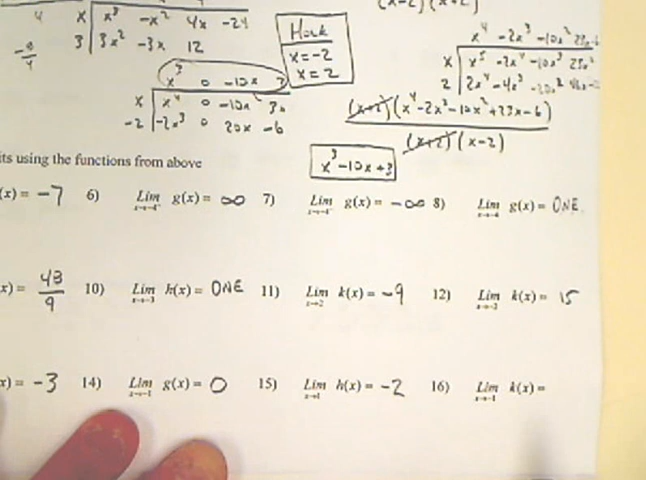 4 x x³ -x² 4x -24
3 3x² -3x 12
Hole
x=-2
x=2
x³ 0 -10x 3
x x⁴ 0 -10x² 3x
-2 -2x³ 0 20x -6
x⁴ -2x³ -10x²
x x⁵ -2x⁴ -10x³
2 2x⁴ -4x³
(x+2)(x⁴-2x³-10x²+23x-6)
(x+2)(x-2)
x³-10x+3
its using the functions from above
(x) = -7 6) Lim g(x) = ∞ 7) Lim g(x) = -∞ 8) Lim g(x) = DNE
x) = 43/9 10) Lim h(x) = DNE 11) Lim k(x) = -9 12) Lim k(x) = 15
x) = -3 14) Lim g(x) = 0 15) Lim h(x) = -2 16) Lim k(x) =